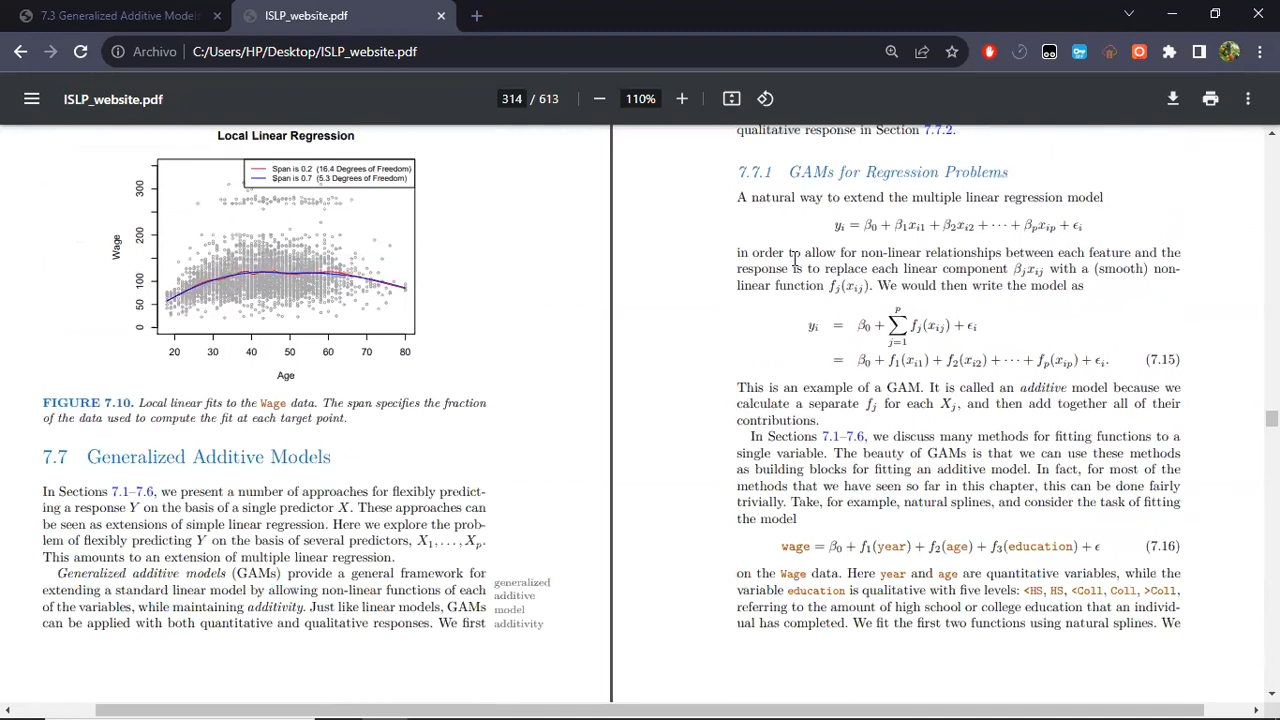 7.3 Generalized Additive Models
ISLP_website.pdf
Archivo
C:/Users/HP/Desktop/ISLP_website.pdf
ISLP_website.pdf
314 / 613
110%
Local Linear Regression
Span is 0.2 (16.4 Degrees of Freedom)
Span is 0.7 (5.3 Degrees of Freedom)
Wage
300
200
100
50
0
20 30 40 50 60 70 80
Age
FIGURE 7.10. Local linear fits to the Wage data. The span specifies the fraction
of the data used to compute the fit at each target point.
7.7 Generalized Additive Models
In Sections 7.1–7.6, we present a number of approaches for flexibly predict-
ing a response Y on the basis of a single predictor X. These approaches can
be seen as extensions of simple linear regression. Here we explore the prob-
lem of flexibly predicting Y on the basis of several predictors, X₁, . . . , Xₚ.
This amounts to an extension of multiple linear regression.
Generalized additive models (GAMs) provide a general framework for
extending a standard linear model by allowing non-linear functions of each
of the variables, while maintaining additivity. Just like linear models, GAMs
can be applied with both quantitative and qualitative responses. We first
generalized
additive
model
additivity
qualitative response in Section 7.7.2.
7.7.1 GAMs for Regression Problems
A natural way to extend the multiple linear regression model
yᵢ = β₀ + β₁xᵢ₁ + β₂xᵢ₂ + · · · + βₚxᵢₚ + ϵᵢ
in order to allow for non-linear relationships between each feature and the
response is to replace each linear component βⱼxᵢⱼ with a (smooth) non-
linear function fⱼ(xᵢⱼ). We would then write the model as
yᵢ = β₀ + ∑ⱼ₌₁ᵖ fⱼ(xᵢⱼ) + ϵᵢ
= β₀ + f₁(xᵢ₁) + f₂(xᵢ₂) + · · · + fₚ(xᵢₚ) + ϵᵢ. (7.15)
This is an example of a GAM. It is called an additive model because we
calculate a separate fⱼ for each Xⱼ, and then add together all of their
contributions.
In Sections 7.1–7.6, we discuss many methods for fitting functions to a
single variable. The beauty of GAMs is that we can use these methods
as building blocks for fitting an additive model. In fact, for most of the
methods that we have seen so far in this chapter, this can be done fairly
trivially. Take, for example, natural splines, and consider the task of fitting
the model
wage = β₀ + f₁(year) + f₂(age) + f₃(education) + ϵ (7.16)
on the Wage data. Here year and age are quantitative variables, while the
variable education is qualitative with five levels: <HS, HS, <Coll, Coll, >Coll,
referring to the amount of high school or college education that an individ-
ual has completed. We fit the first two functions using natural splines. We